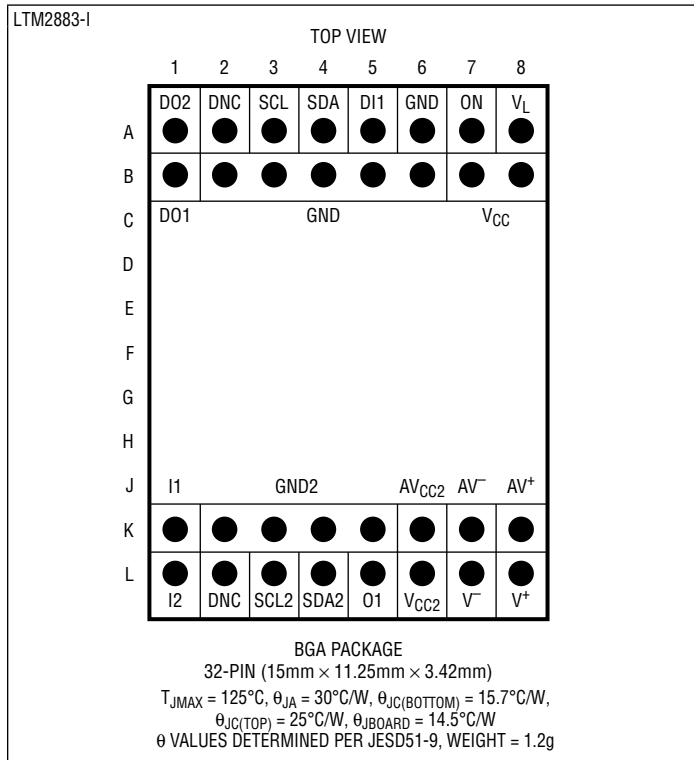 LTM2883-I
TOP VIEW
1 2 3 4 5 6 7 8
DO2 DNC SCL SDA DI1 GND ON VL
A
B
C DO1 GND VCC
D
E
F
G
H
J I1 GND2 AVCC2 AV– AV+
K
L
I2 DNC SCL2 SDA2 O1 VCC2 V– V+
BGA PACKAGE
32-PIN (15mm × 11.25mm × 3.42mm)
TJMAX = 125°C, θJA = 30°C/W, θJC(BOTTOM) = 15.7°C/W,
θJC(TOP) = 25°C/W, θJBOARD = 14.5°C/W
θ VALUES DETERMINED PER JESD51-9, WEIGHT = 1.2g